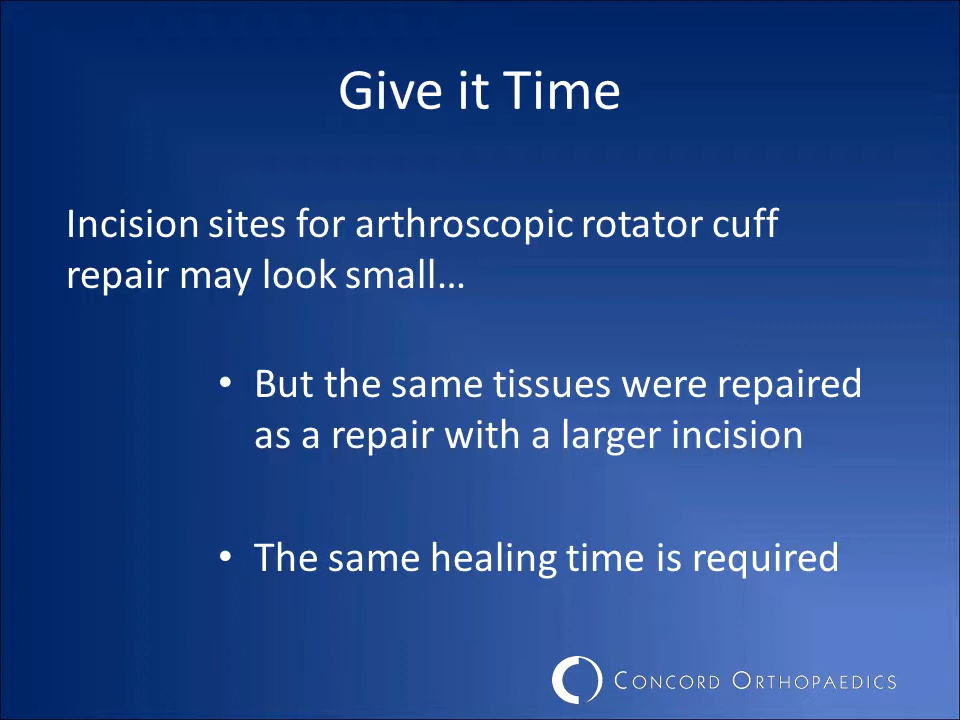 Give it Time
Incision sites for arthroscopic rotator cuff
repair may look small…
• But the same tissues were repaired
as a repair with a larger incision
• The same healing time is required
CONCORD ORTHOPAEDICS